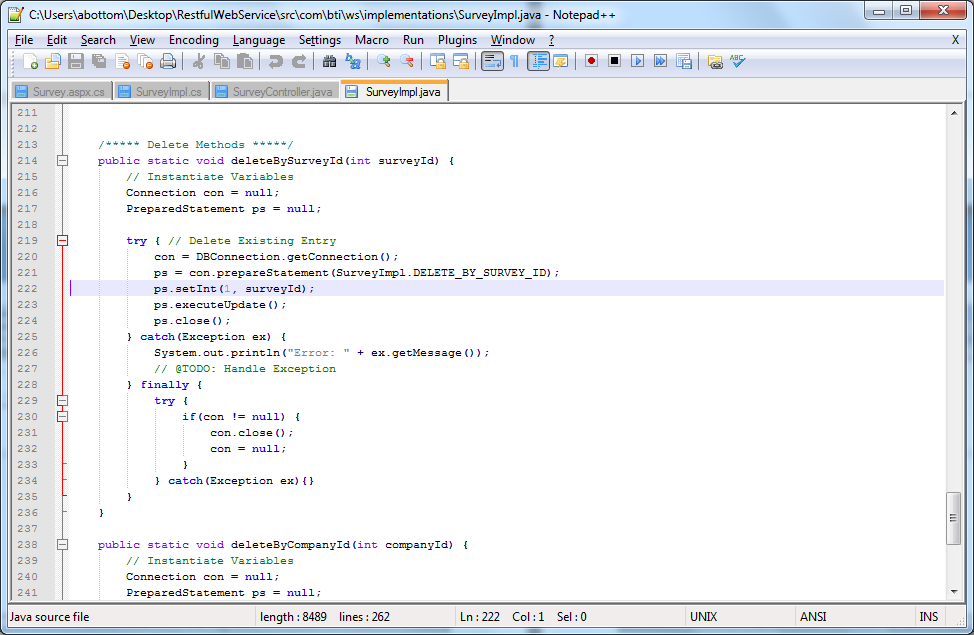 C:\Users\abottom\Desktop\RestfulWebService\src\com\bti\ws\implementations\SurveyImpl.java - Notepad++
File Edit Search View Encoding Language Settings Macro Run Plugins Window ? X
Survey.aspx.cs SurveyImpl.cs SurveyController.java SurveyImpl.java
211
212
213 /***** Delete Methods *****/
214 public static void deleteBySurveyId(int surveyId) {
215 // Instantiate Variables
216 Connection con = null;
217 PreparedStatement ps = null;
218
219 try { // Delete Existing Entry
220 con = DBConnection.getConnection();
221 ps = con.prepareStatement(SurveyImpl.DELETE_BY_SURVEY_ID);
222 ps.setInt(1, surveyId);
223 ps.executeUpdate();
224 ps.close();
225 } catch(Exception ex) {
226 System.out.println("Error: " + ex.getMessage());
227 // @TODO: Handle Exception
228 } finally {
229 try {
230 if(con != null) {
231 con.close();
232 con = null;
233 }
234 } catch(Exception ex){}
235 }
236 }
237
238 public static void deleteByCompanyId(int companyId) {
239 // Instantiate Variables
240 Connection con = null;
241 PreparedStatement ps = null;
Java source file length : 8489 lines : 262 Ln : 222 Col : 1 Sel : 0 UNIX ANSI INS